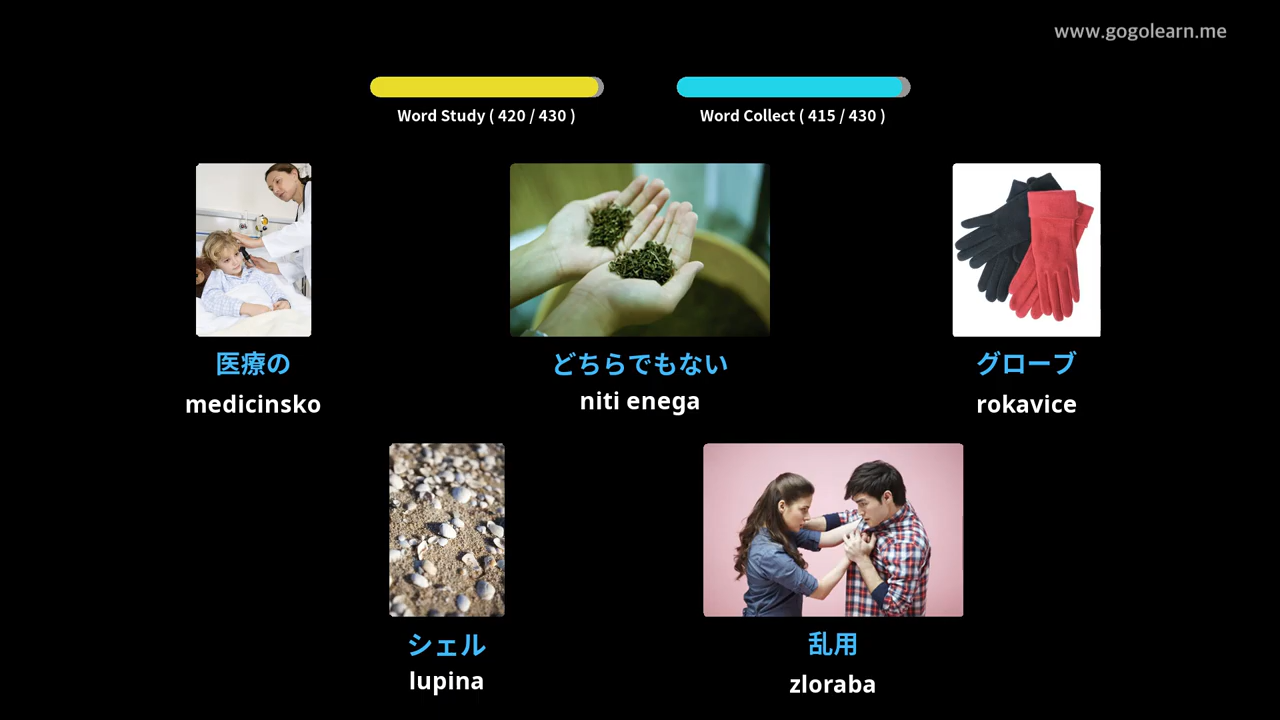 www.gogolearn.me
Word Study ( 420 / 430 )
Word Collect ( 415 / 430 )
医療の
medicinsko
どちらでもない
niti enega
グローブ
rokavice
シェル
lupina
乱用
zloraba